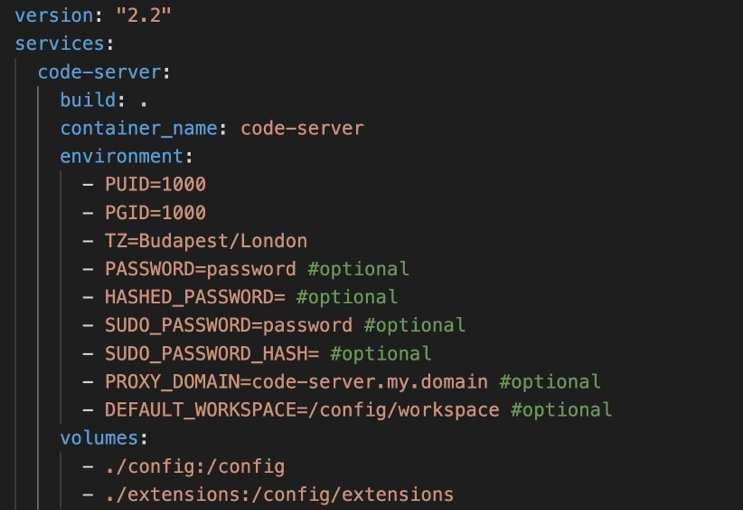 version: "2.2"
services:
code-server:
build: .
container_name: code-server
environment:
- PUID=1000
- PGID=1000
- TZ=Budapest/London
- PASSWORD=password #optional
- HASHED_PASSWORD= #optional
- SUDO_PASSWORD=password #optional
- SUDO_PASSWORD_HASH= #optional
- PROXY_DOMAIN=code-server.my.domain #optional
- DEFAULT_WORKSPACE=/config/workspace #optional
volumes:
- ./config:/config
- ./extensions:/config/extensions